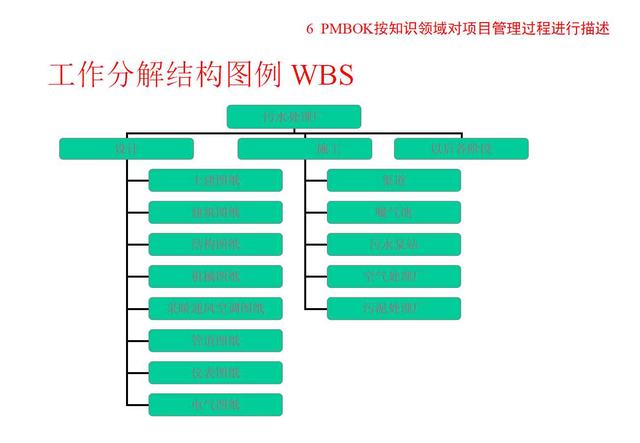 6 PMBOK按知识领域对项目管理过程进行描述
工作分解结构图例 WBS
污水处理厂
设计
施工
以后各阶段
土建图纸
建筑图纸
结构图纸
机械图纸
采暖通风空调图纸
管道图纸
仪表图纸
电气图纸
渠道
曝气池
污水泵站
空气处理厂
污泥处理厂